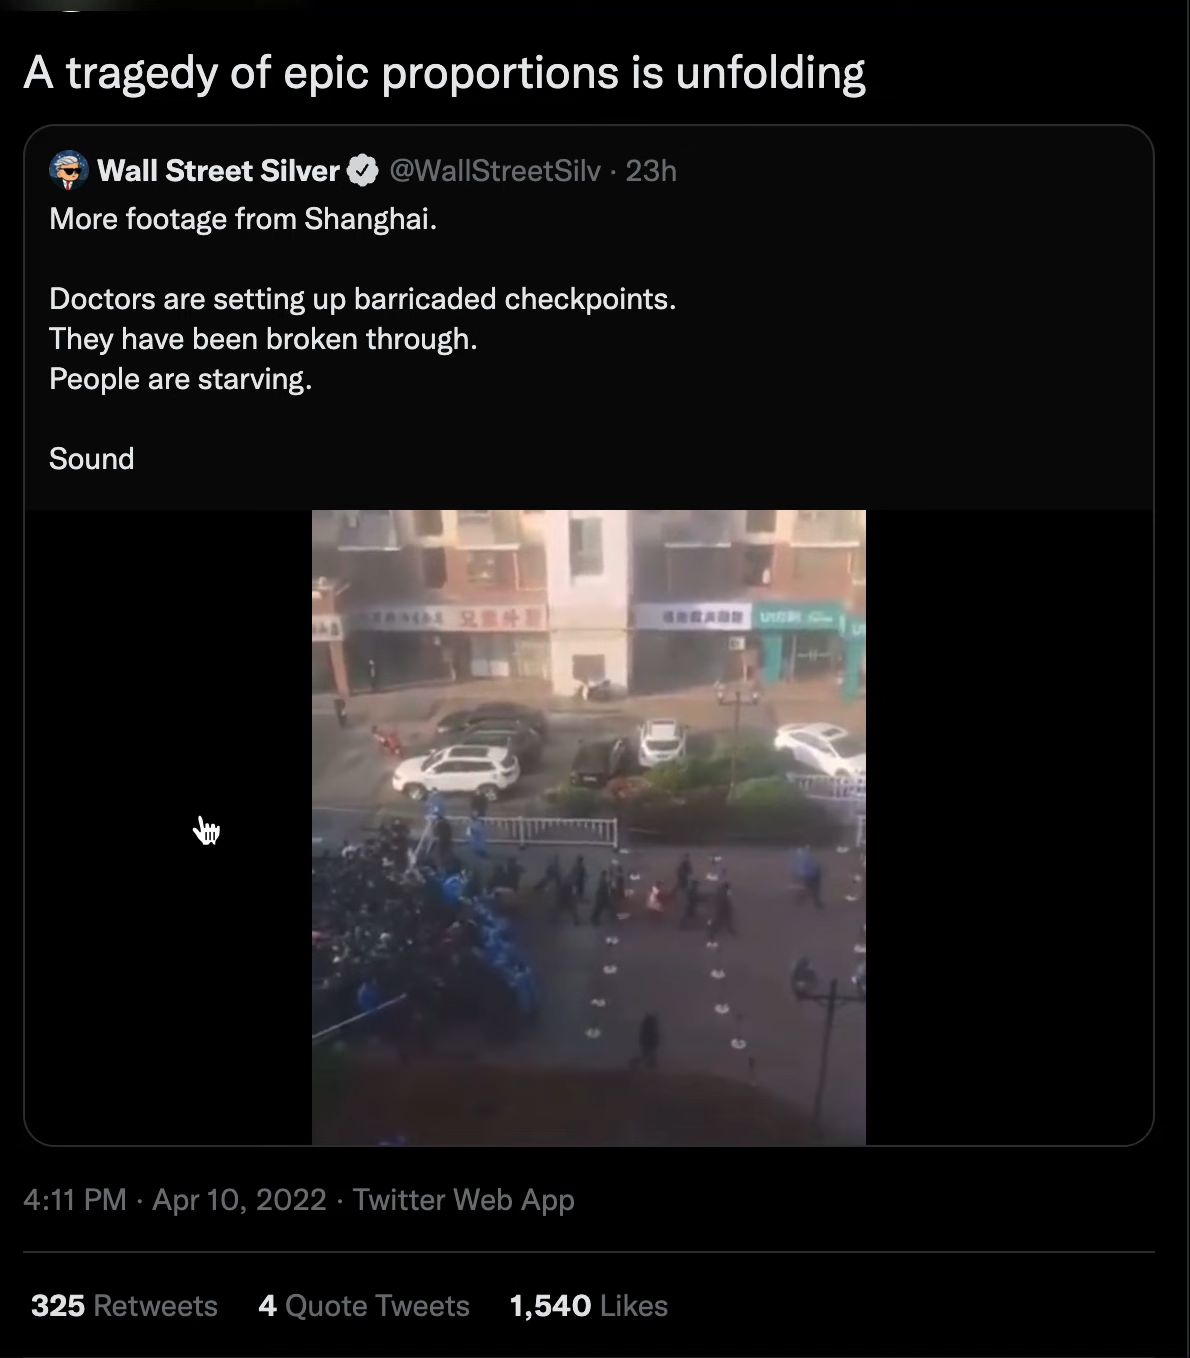 A tragedy of epic proportions is unfolding
Wall Street Silver @WallStreetSilv · 23h
More footage from Shanghai.
Doctors are setting up barricaded checkpoints.
They have been broken through.
People are starving.
Sound
4:11 PM · Apr 10, 2022 · Twitter Web App
325 Retweets 4 Quote Tweets 1,540 Likes